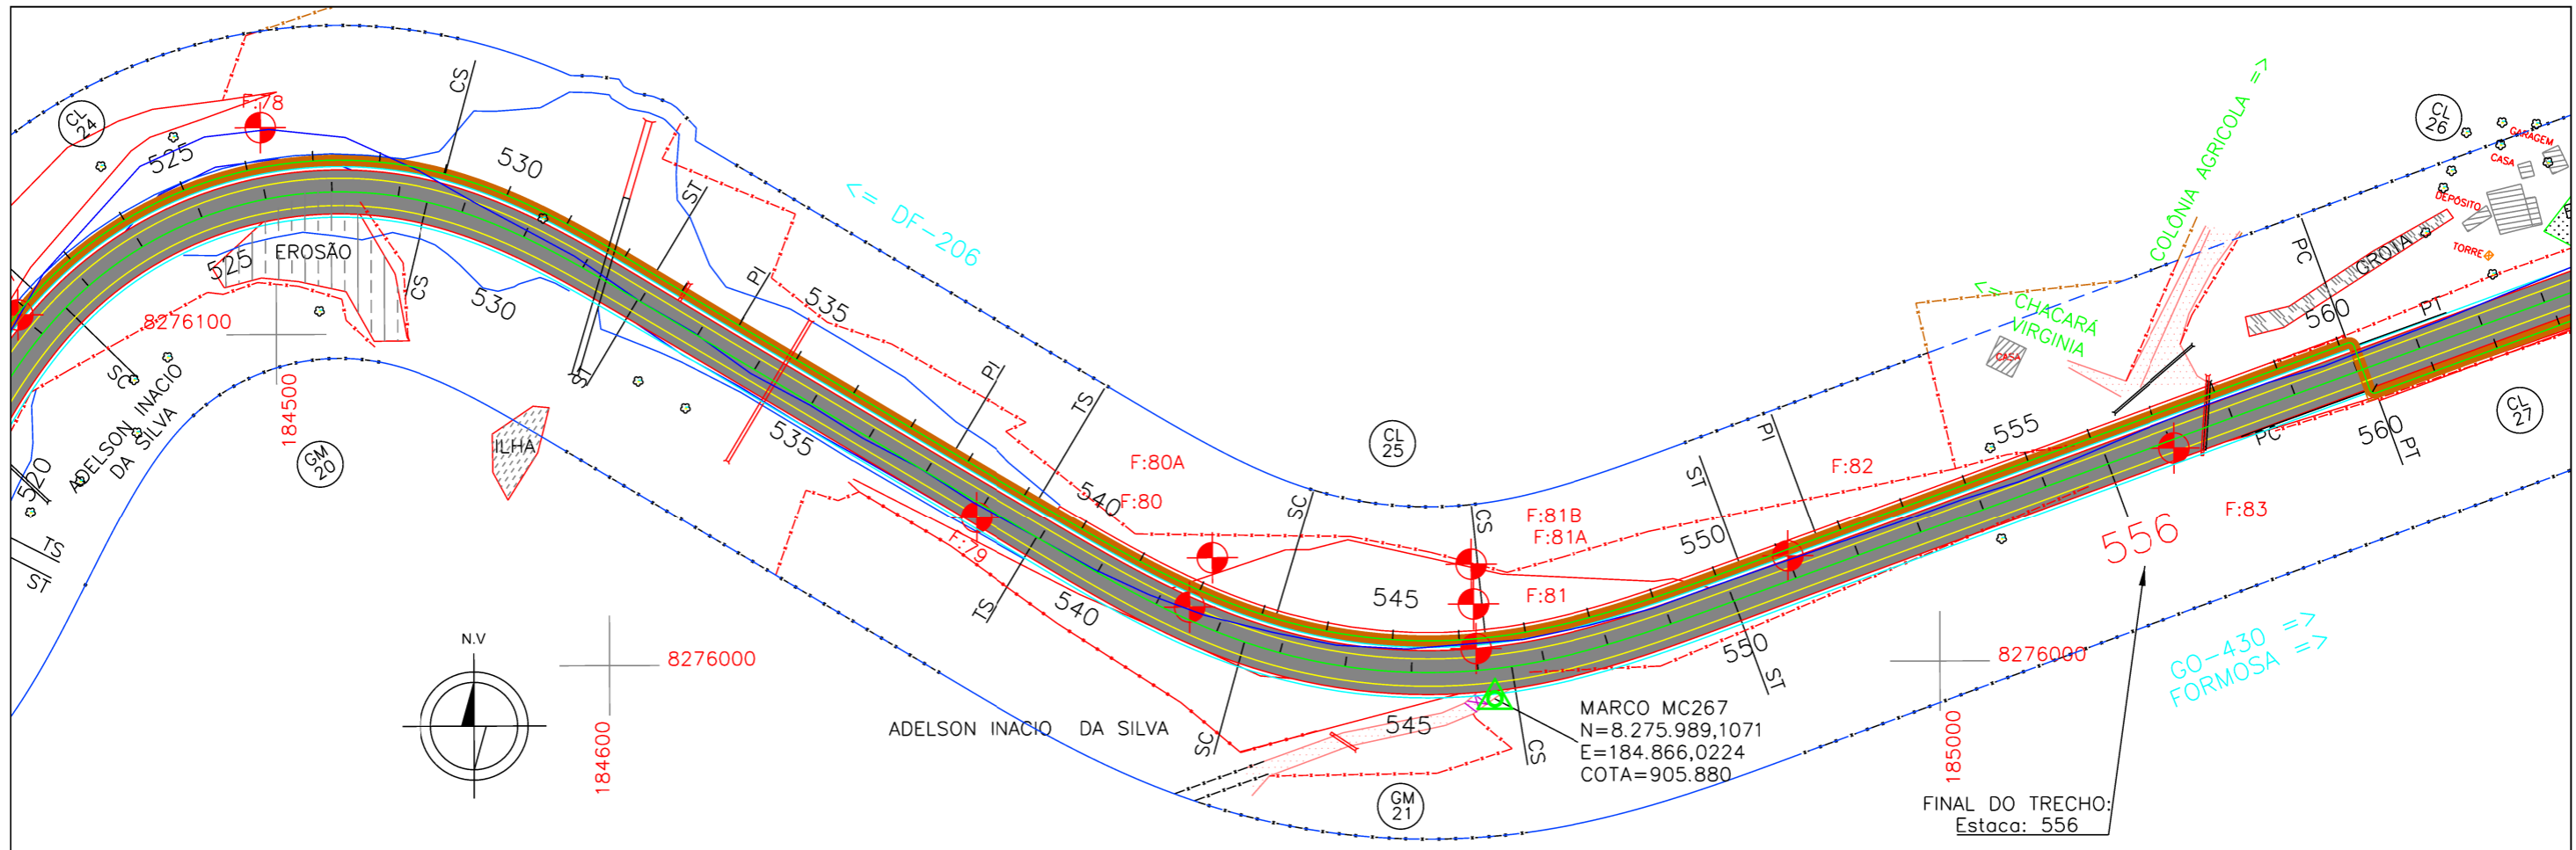 CL
24
F:78
525
CS
530
ST
PI
535
<= DF-206
COLÔNIA AGRICOLA =>
CL
26
GARAGEM
CASA
DEPÓSITO
TORRE
GROTA
PC
560
PT
<= CHACARÁ
VIRGINIA
CASA
EROSÃO
525
CS
530
8276100
184500
SC
ADELSON INACIO
DA SILVA
520
TS
ST
GM
20
ILHA
ST
535
PI
TS
540
F:80A
F:80
F:79
CL
25
SC
CS
F:81B
F:81A
F:81
545
ST
550
PI
F:82
555
PC
560
PT
CL
27
F:83
556
TS
540
SC
545
CS
550
ST
N.V
8276000
184600
ADELSON INACIO DA SILVA
MARCO MC267
N=8.275.989,1071
E=184.866,0224
COTA=905.880
GM
21
8276000
185000
GO-430 =>
FORMOSA =>
FINAL DO TRECHO:
Estaca: 556